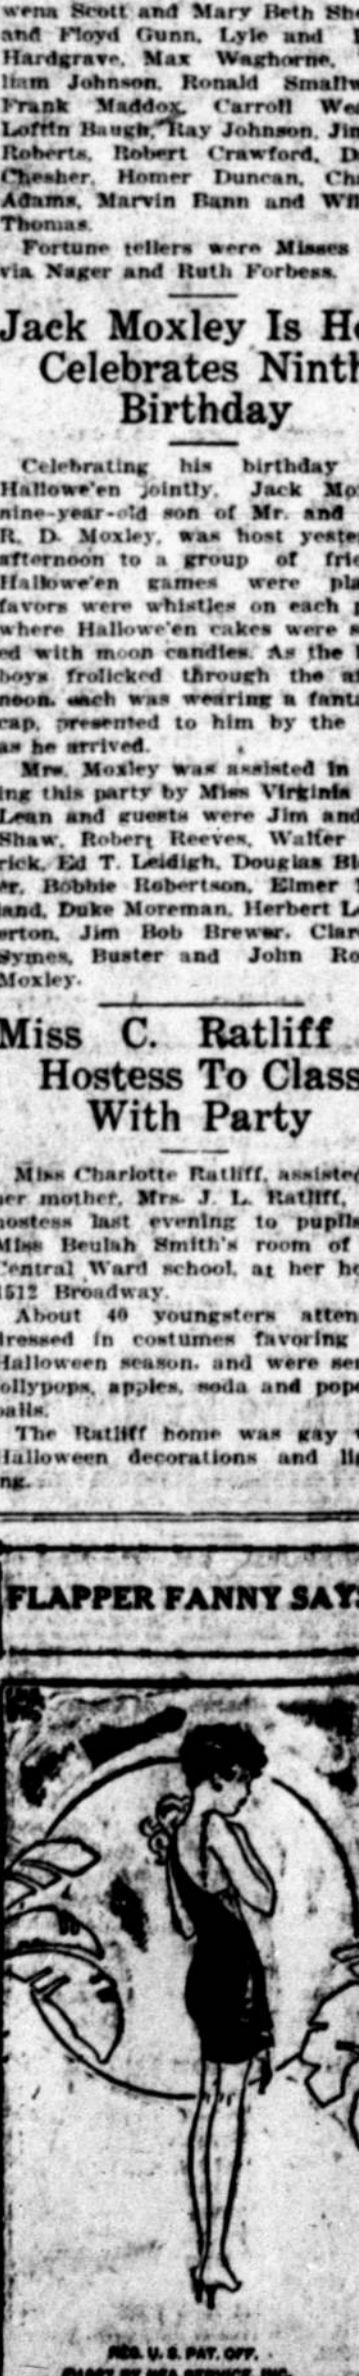 wena Scott and Mary Beth Sh
and Floyd Gunn, Lyle and
Hardgrave, Max Waghorne,
liam Johnson, Ronald Smallw
Frank Maddox, Carroll We
Loftin Baugh, Ray Johnson, Jim
Roberts, Robert Crawford, D
Chesher, Homer Duncan, Ch
Adams, Marvin Bann and Wil
Thomas.
Fortune tellers were Misses
via Nager and Ruth Forbess.
Jack Moxley Is Ho
Celebrates Ninth
Birthday
Celebrating his birthday
Hallowe'en jointly, Jack Mo
nine-year-old son of Mr. and
R. D. Moxley, was host yeste
afternoon to a group of frie
Hallowe'en games were pla
favors were whistles on each
where Hallowe'en cakes were s
ed with moon candies. As the
boys frolicked through the af
noon, each was wearing a fanta
cap, presented to him by the
as he arrived.
Mrs. Moxley was assisted in
ing this party by Miss Virginia
Lean and guests were Jim and
Shaw, Robert Reeves, Walter
rick, Ed T. Leidigh, Douglas Bl
er, Bobbie Robertson, Elmer
land, Duke Moreman, Herbert L
erton, Jim Bob Brewer, Clar
Symes, Buster and John Ro
Moxley.
Miss C. Ratliff
Hostess To Class
With Party
Miss Charlotte Ratliff, assisted
her mother, Mrs. J. L. Ratliff,
hostess last evening to pupils
Miss Beulah Smith's room of
Central Ward school, at her ho
1512 Broadway.
About 40 youngsters atten
dressed in costumes favoring
Halloween season, and were ser
lollypops, apples, soda and popc
balls.
The Ratliff home was gay w
Halloween decorations and lig
ng.
FLAPPER FANNY SAYS
REG. U. S. PAT. OFF.